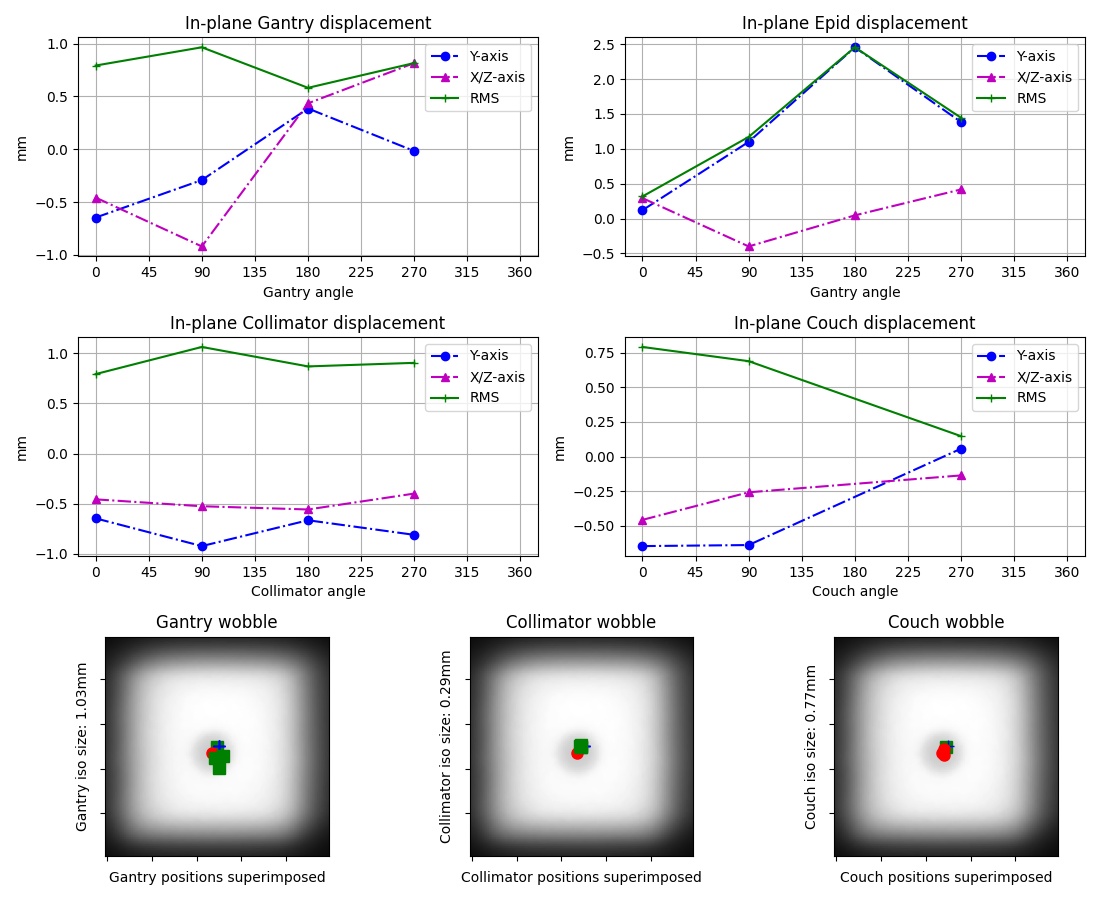 In-plane Gantry displacement
mm
1.0
0.5
0.0
−0.5
−1.0
Y-axis
X/Z-axis
RMS
0 45 90 135 180 225 270 315 360
Gantry angle
In-plane Epid displacement
mm
2.5
2.0
1.5
1.0
0.5
0.0
−0.5
Y-axis
X/Z-axis
RMS
0 45 90 135 180 225 270 315 360
Gantry angle
In-plane Collimator displacement
mm
1.0
0.5
0.0
−0.5
−1.0
Y-axis
X/Z-axis
RMS
0 45 90 135 180 225 270 315 360
Collimator angle
In-plane Couch displacement
mm
0.75
0.50
0.25
0.00
−0.25
−0.50
Y-axis
X/Z-axis
RMS
0 45 90 135 180 225 270 315 360
Couch angle
Gantry wobble
Gantry iso size: 1.03mm
Gantry positions superimposed
Collimator wobble
Collimator iso size: 0.29mm
Collimator positions superimposed
Couch wobble
Couch iso size: 0.77mm
Couch positions superimposed